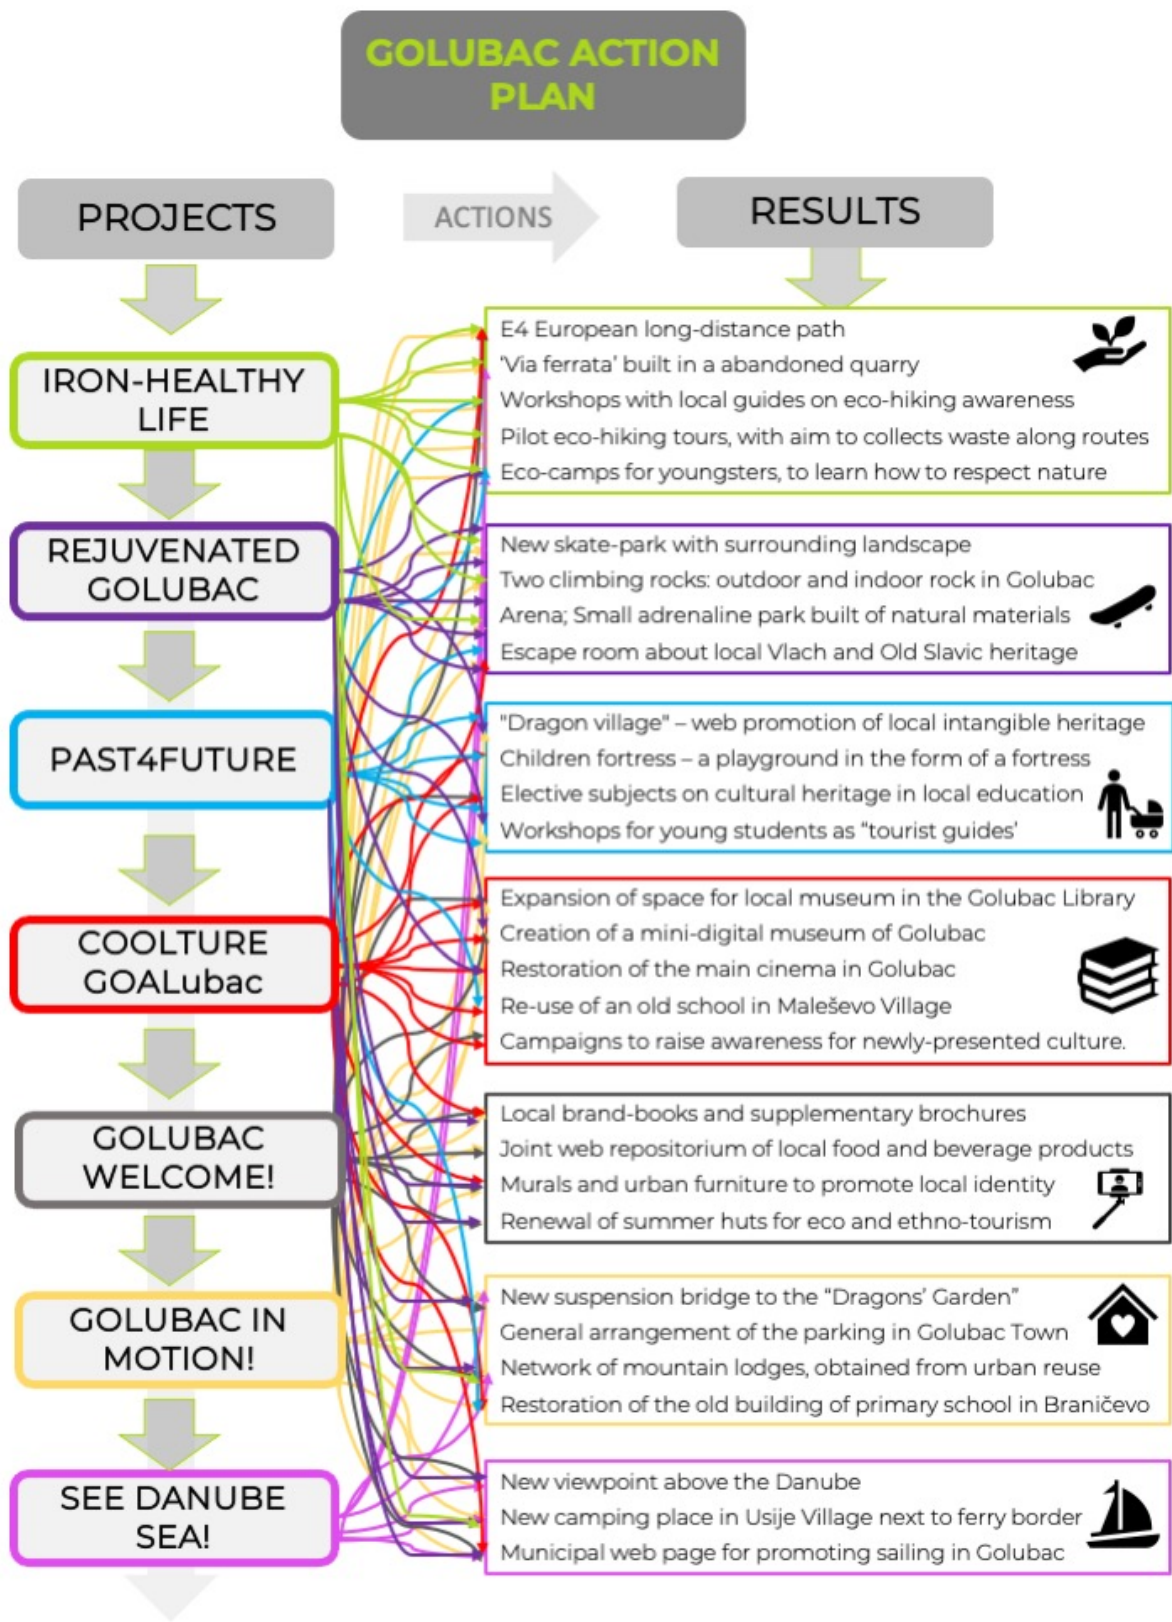 GOLUBAC ACTION
PLAN
PROJECTS
ACTIONS
RESULTS
IRON-HEALTHY
LIFE
REJUVENATED
GOLUBAC
PAST4FUTURE
COOLTURE
GOALubac
GOLUBAC
WELCOME!
GOLUBAC IN
MOTION!
SEE DANUBE
SEA!
E4 European long-distance path
‘Via ferrata’ built in a abandoned quarry
Workshops with local guides on eco-hiking awareness
Pilot eco-hiking tours, with aim to collects waste along routes
Eco-camps for youngsters, to learn how to respect nature
New skate-park with surrounding landscape
Two climbing rocks: outdoor and indoor rock in Golubac
Arena; Small adrenaline park built of natural materials
Escape room about local Vlach and Old Slavic heritage
"Dragon village" – web promotion of local intangible heritage
Children fortress – a playground in the form of a fortress
Elective subjects on cultural heritage in local education
Workshops for young students as “tourist guides’
Expansion of space for local museum in the Golubac Library
Creation of a mini-digital museum of Golubac
Restoration of the main cinema in Golubac
Re-use of an old school in Maleševo Village
Campaigns to raise awareness for newly-presented culture.
Local brand-books and supplementary brochures
Joint web repositorium of local food and beverage products
Murals and urban furniture to promote local identity
Renewal of summer huts for eco and ethno-tourism
New suspension bridge to the “Dragons’ Garden”
General arrangement of the parking in Golubac Town
Network of mountain lodges, obtained from urban reuse
Restoration of the old building of primary school in Braničevo
New viewpoint above the Danube
New camping place in Usije Village next to ferry border
Municipal web page for promoting sailing in Golubac